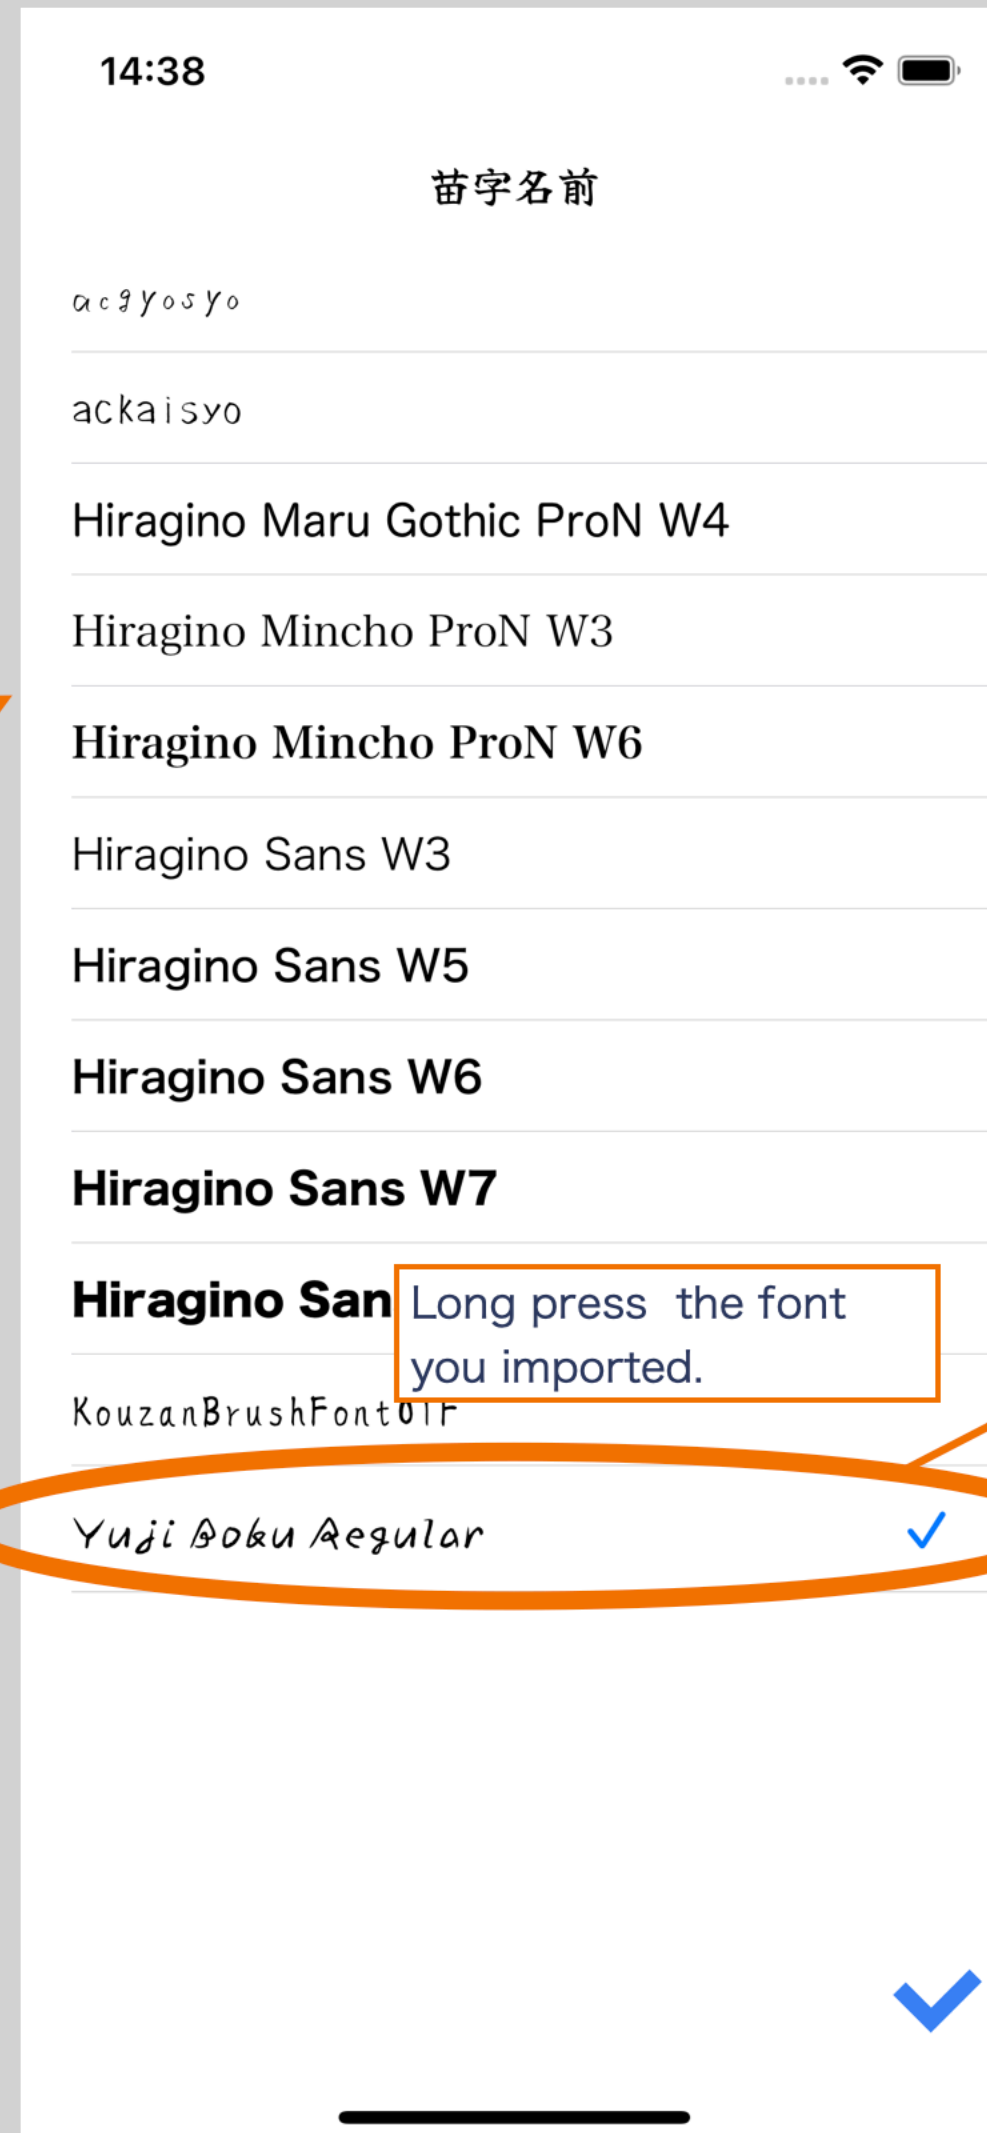 14:38
苗字名前
acgyosyo
ackaisyo
Hiragino Maru Gothic ProN W4
Hiragino Mincho ProN W3
Hiragino Mincho ProN W6
Hiragino Sans W3
Hiragino Sans W5
Hiragino Sans W6
Hiragino Sans W7
Hiragino San
Long press the font
you imported.
KouzanBrushFontOTF
Yuji Boku Regular